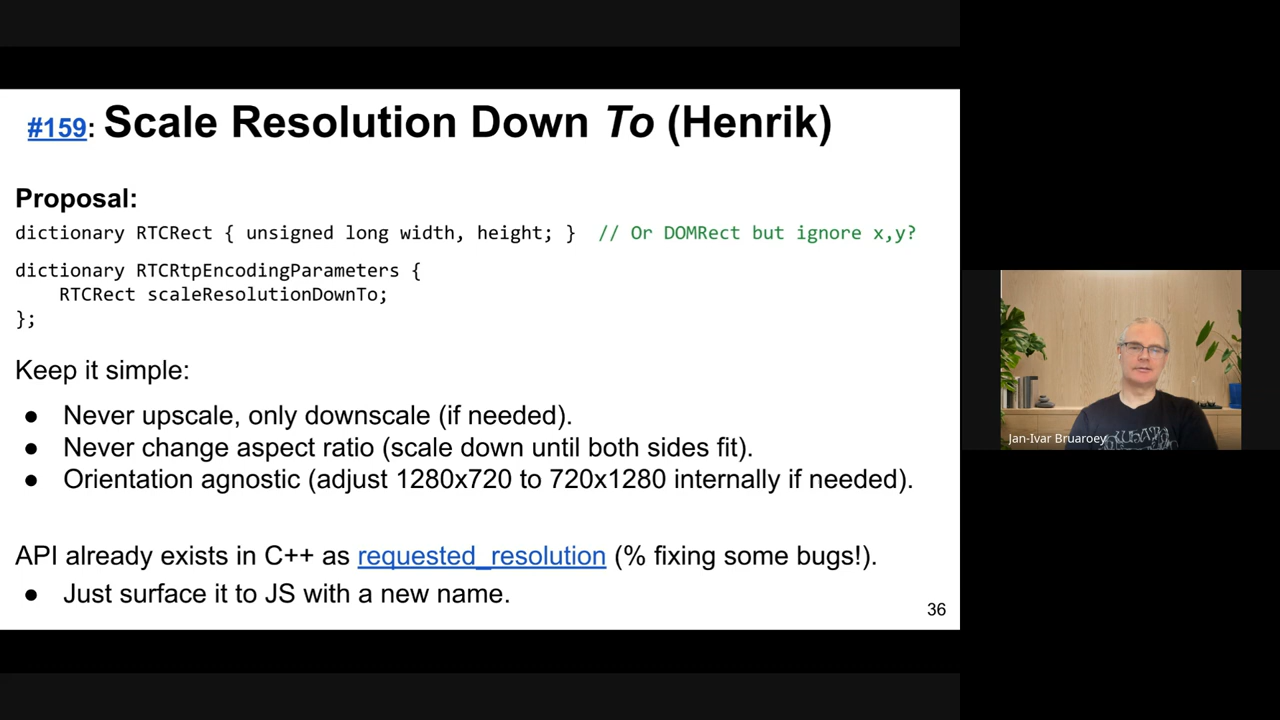 #159: Scale Resolution Down To (Henrik)
Proposal:
dictionary RTCRect { unsigned long width, height; } // Or DOMRect but ignore x,y?
dictionary RTCRtpEncodingParameters {
RTCRect scaleResolutionDownTo;
};
Keep it simple:
● Never upscale, only downscale (if needed).
● Never change aspect ratio (scale down until both sides fit).
● Orientation agnostic (adjust 1280x720 to 720x1280 internally if needed).
API already exists in C++ as requested_resolution (% fixing some bugs!).
● Just surface it to JS with a new name.
36
Jan-Ivar Bruaroey